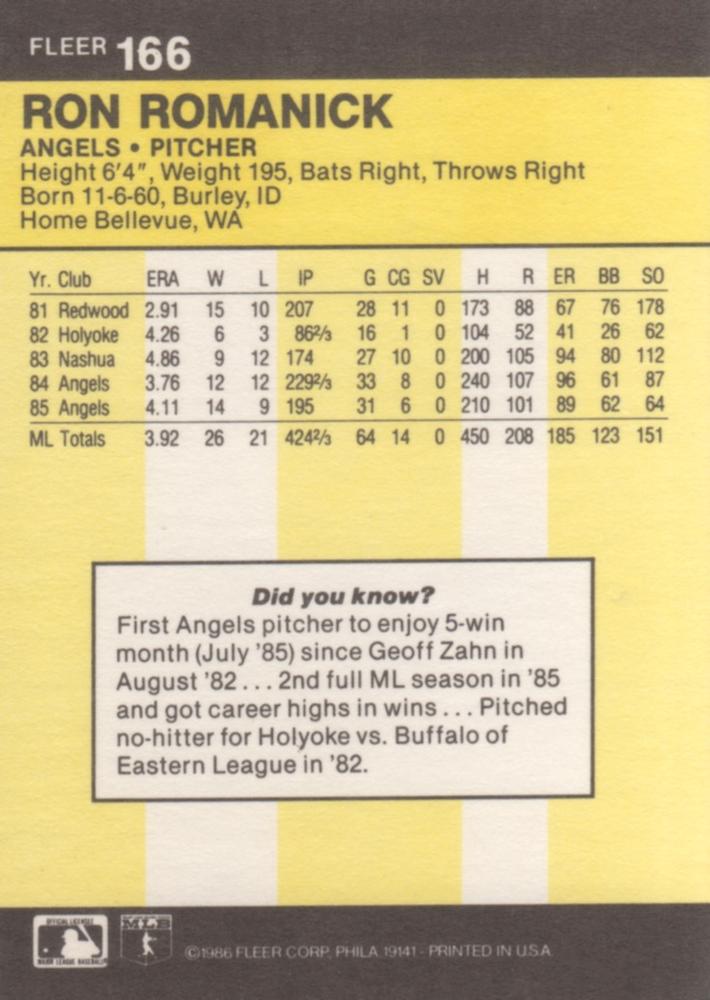 FLEER 166
RON ROMANICK
ANGELS • PITCHER
Height 6'4", Weight 195, Bats Right, Throws Right
Born 11-6-60, Burley, ID
Home Bellevue, WA
Yr. Club ERA W L IP G CG SV H R ER BB SO
81 Redwood 2.91 15 10 207 28 11 0 173 88 67 76 178
82 Holyoke 4.26 6 3 86⅔ 16 1 0 104 52 41 26 62
83 Nashua 4.86 9 12 174 27 10 0 200 105 94 80 112
84 Angels 3.76 12 12 229⅔ 33 8 0 240 107 96 61 87
85 Angels 4.11 14 9 195 31 6 0 210 101 89 62 64
ML Totals 3.92 26 21 424⅔ 64 14 0 450 208 185 123 151
Did you know?
First Angels pitcher to enjoy 5-win
month (July '85) since Geoff Zahn in
August '82 . . . 2nd full ML season in '85
and got career highs in wins . . . Pitched
no-hitter for Holyoke vs. Buffalo of
Eastern League in '82.
OFFICIAL LICENSEE
MAJOR LEAGUE BASEBALL
MLB
©1986 FLEER CORP. PHILA. 19141 - PRINTED IN U.S.A.